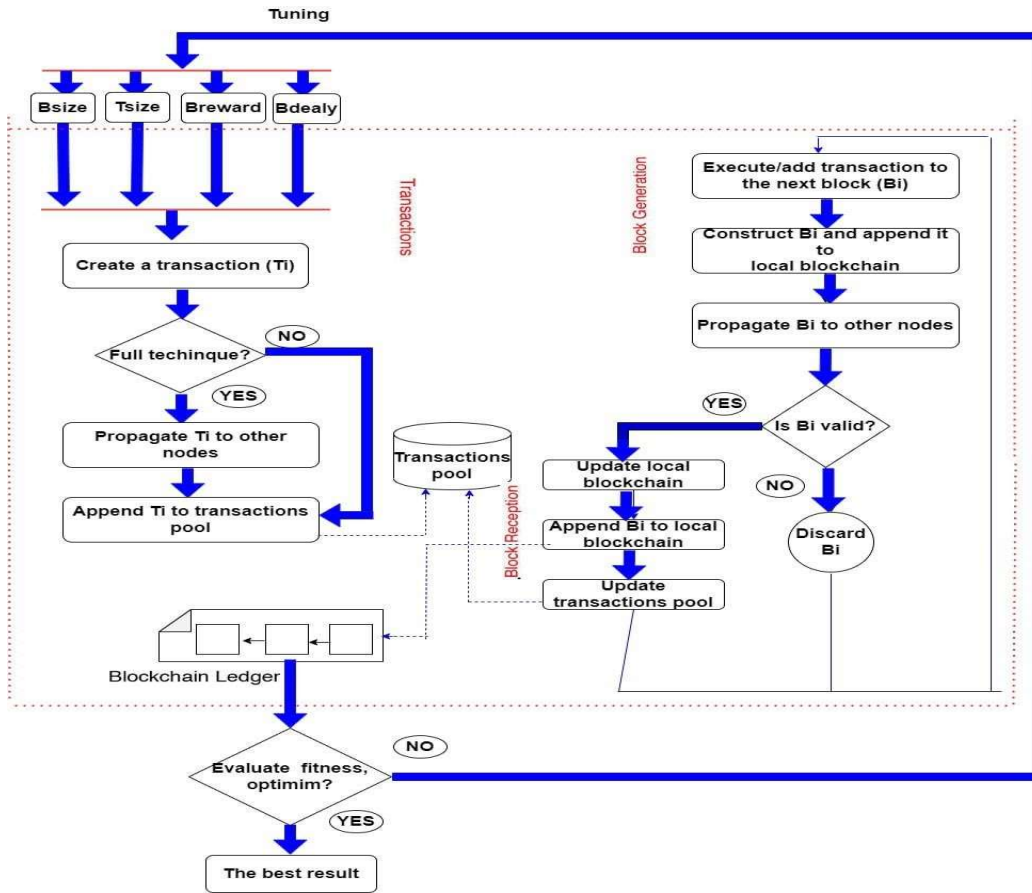 Tuning
Bsize
Tsize
Breward
Bdealy
Transactions
Create a transaction (Ti)
Full techinque?
NO
YES
Propagate Ti to other
nodes
Append Ti to transactions
pool
Transactions
pool
Block Generation
Execute/add transaction to
the next block (Bi)
Construct Bi and append it to
local blockchain
Propagate Bi to other nodes
Is Bi valid?
YES
NO
Discard
Bi
Block Reception
Update local
blockchain
Append Bi to local
blockchain
Update
transactions pool
Blockchain Ledger
Evaluate fitness,
optimim?
NO
YES
The best result